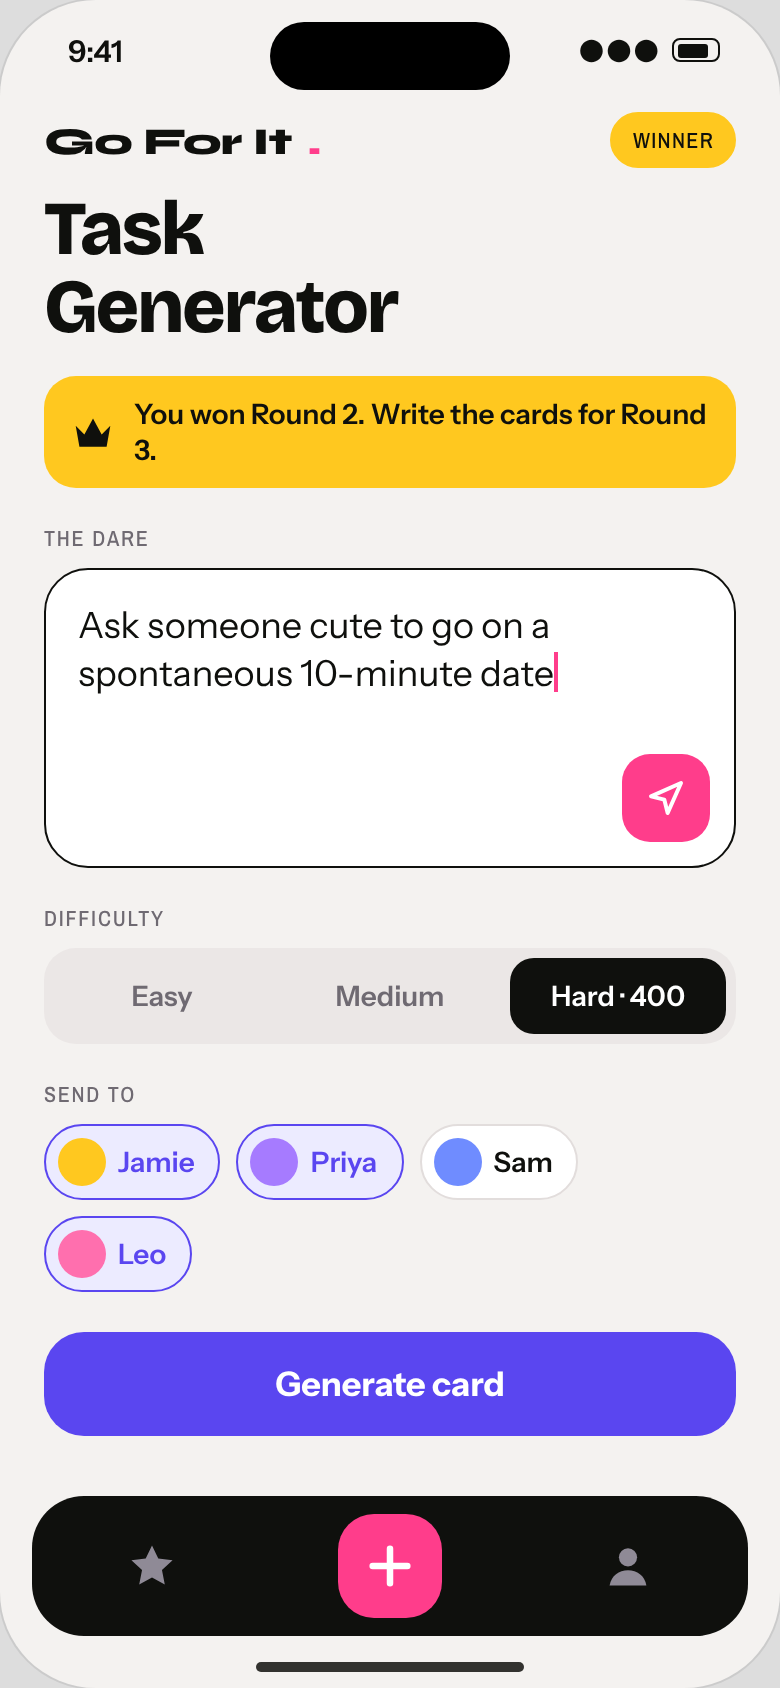 9:41
Go For It .
WINNER
Task
Generator
You won Round 2. Write the cards for Round
3.
THE DARE
Ask someone cute to go on a
spontaneous 10-minute date
DIFFICULTY
Easy
Medium
Hard · 400
SEND TO
Jamie
Priya
Sam
Leo
Generate card